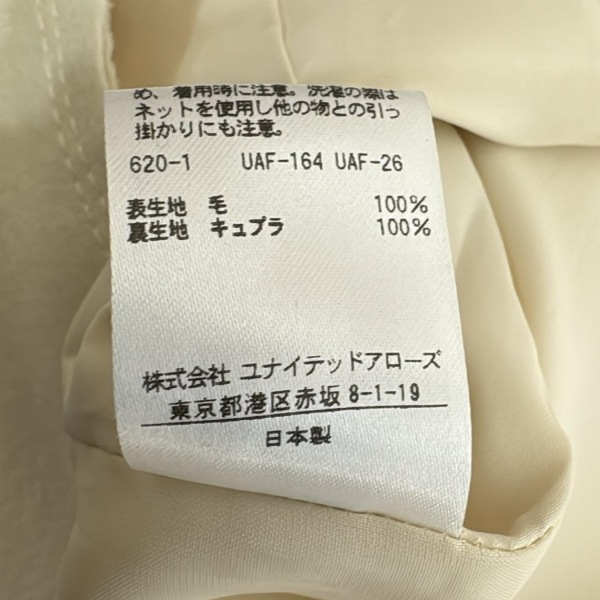 め、着用時に注意。洗濯の際は
ネットを使用し他の物との引っ
掛かりにも注意。
620-1 UAF-164 UAF-26
表生地 毛 100%
裏生地 キュプラ 100%
株式会社 ユナイテッドアローズ
東京都港区赤坂 8-1-19
日本製